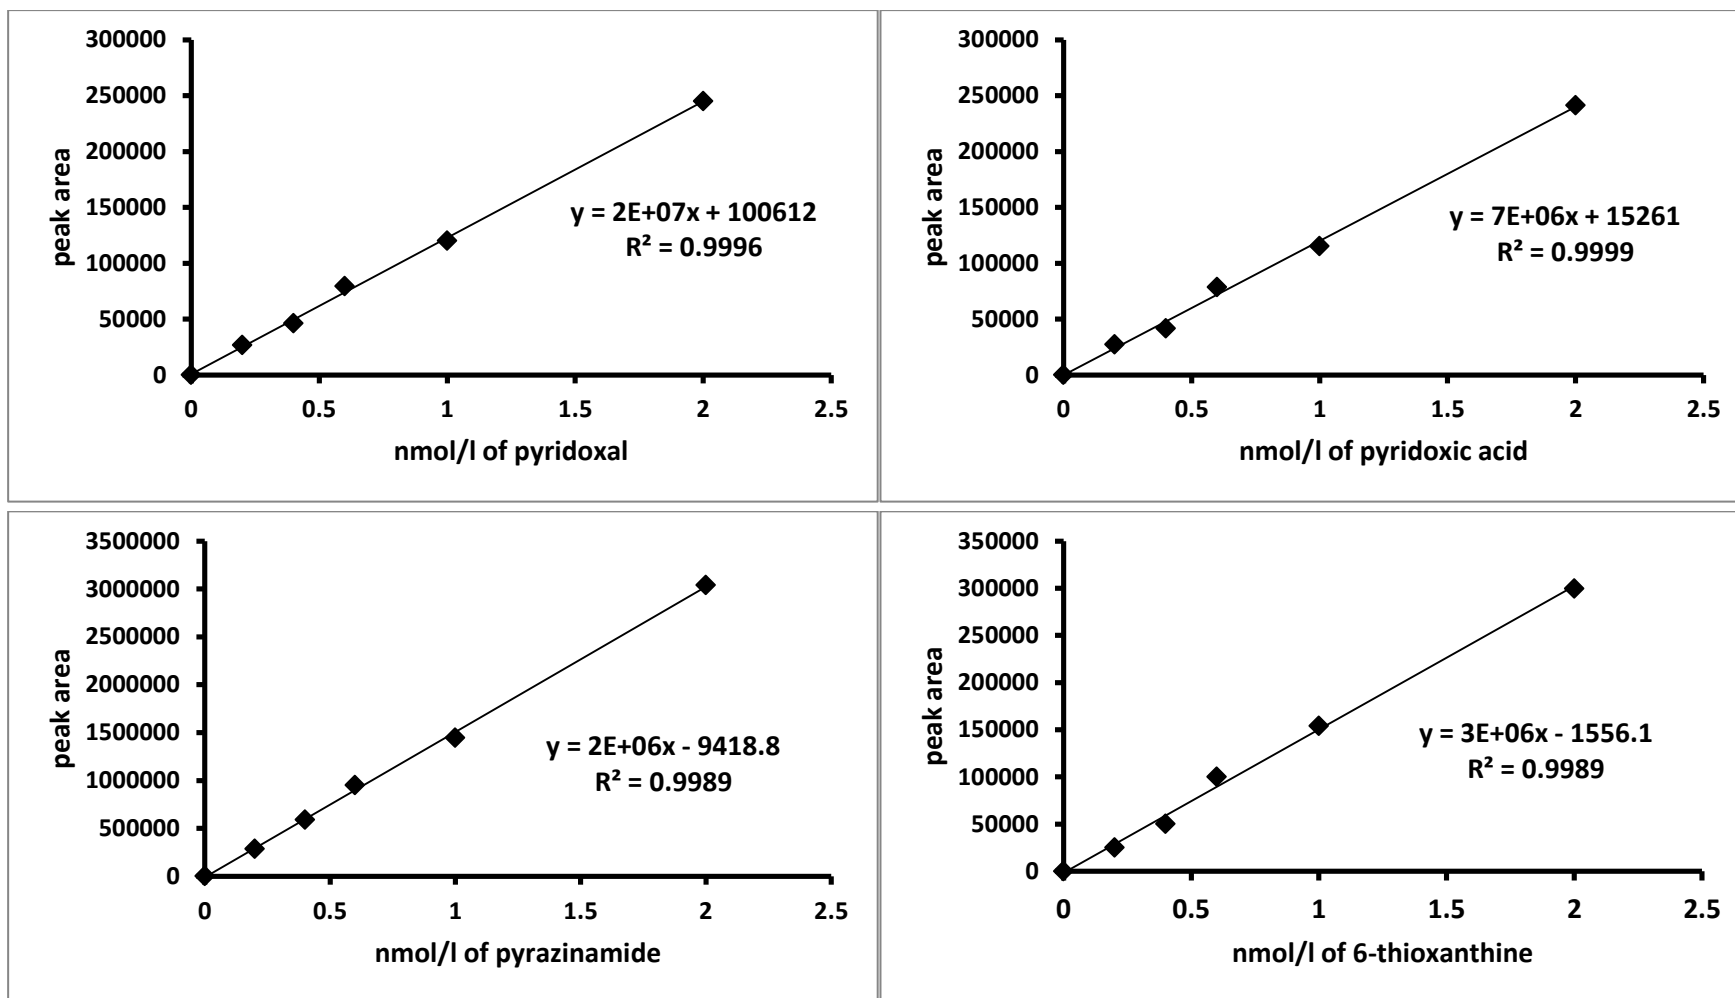 300000
250000
200000
150000
100000
50000
0
peak area
y = 2E+07x + 100612
R² = 0.9996
0 0.5 1 1.5 2 2.5
nmol/l of pyridoxal
300000
250000
200000
150000
100000
50000
0
peak area
y = 7E+06x + 15261
R² = 0.9999
0 0.5 1 1.5 2 2.5
nmol/l of pyridoxic acid
3500000
3000000
2500000
2000000
1500000
1000000
500000
0
peak area
y = 2E+06x - 9418.8
R² = 0.9989
0 0.5 1 1.5 2 2.5
nmol/l of pyrazinamide
350000
300000
250000
200000
150000
100000
50000
0
peak area
y = 3E+06x - 1556.1
R² = 0.9989
0 0.5 1 1.5 2 2.5
nmol/l of 6-thioxanthine